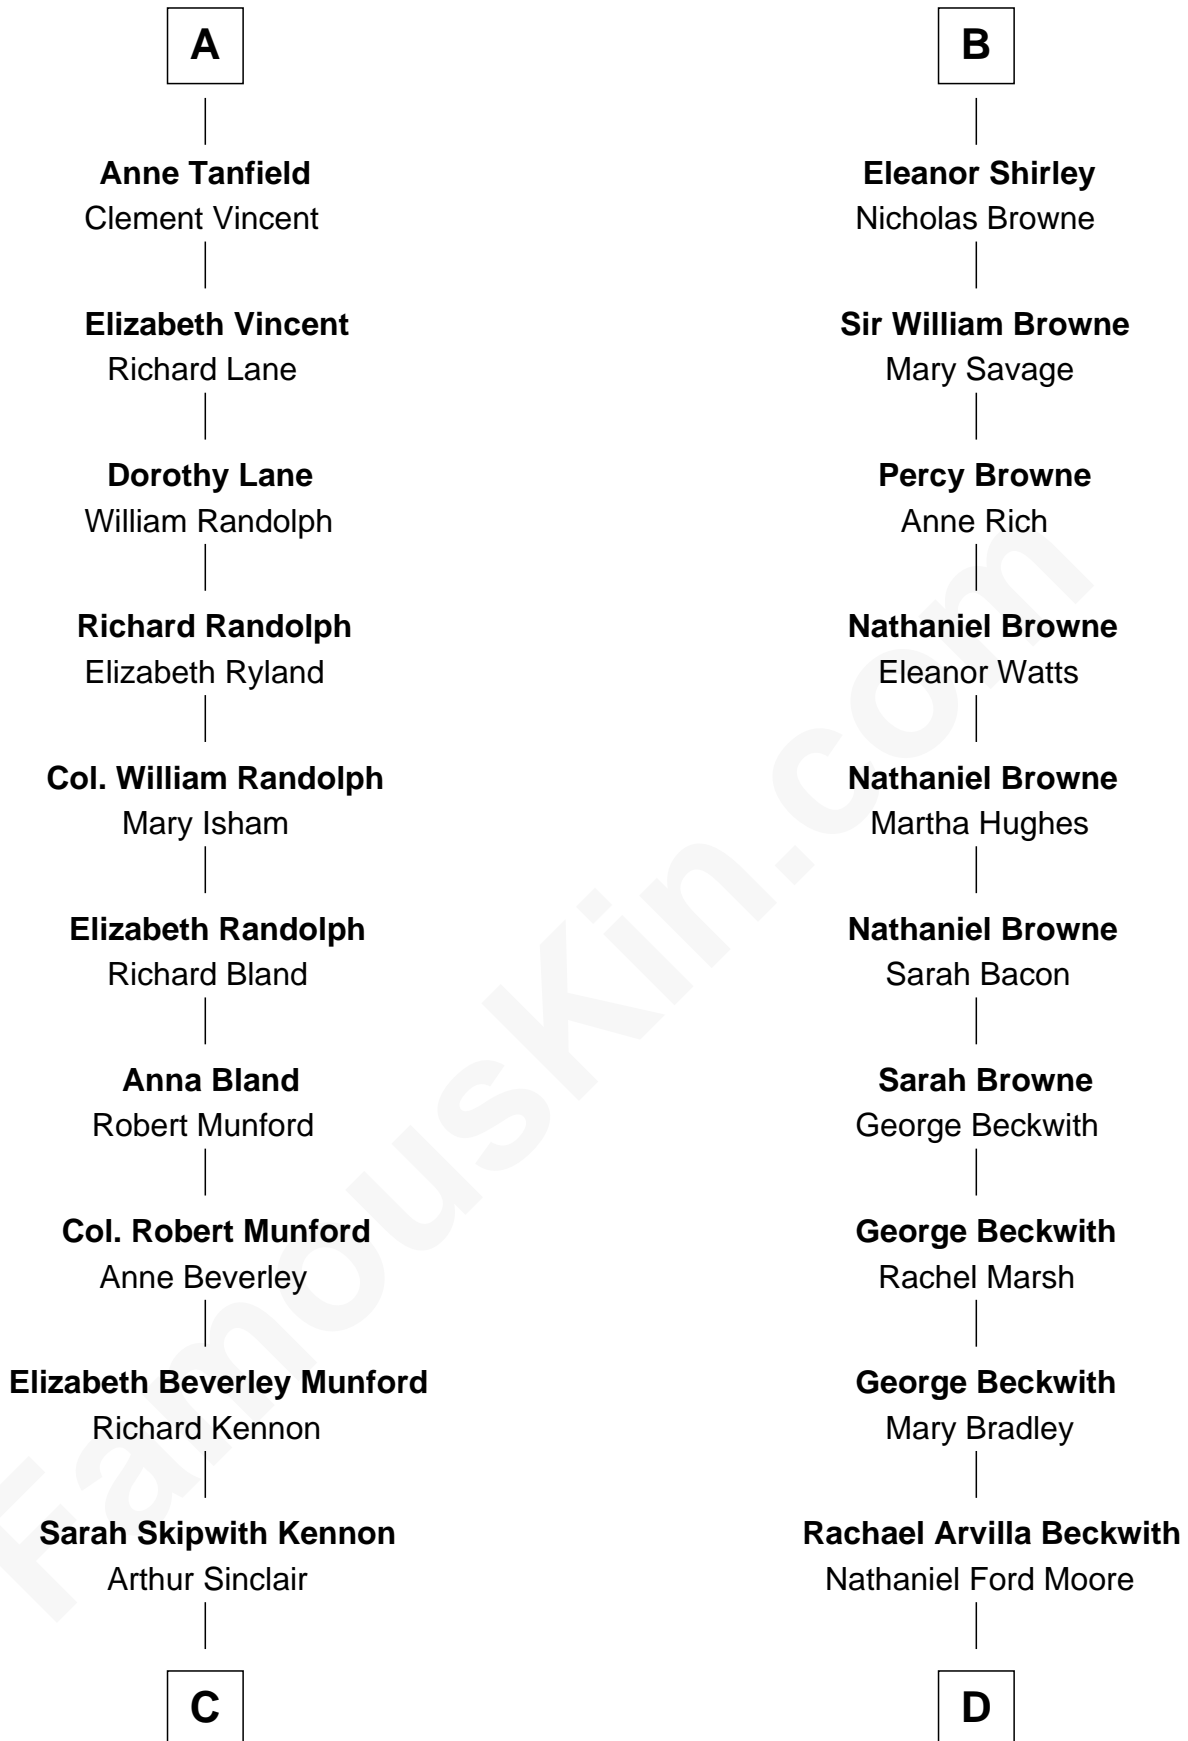 A
Anne Tanfield
Clement Vincent
Elizabeth Vincent
Richard Lane
Dorothy Lane
William Randolph
Richard Randolph
Elizabeth Ryland
Col. William Randolph
Mary Isham
Elizabeth Randolph
Richard Bland
Anna Bland
Robert Munford
Col. Robert Munford
Anne Beverley
Elizabeth Beverley Munford
Richard Kennon
Sarah Skipwith Kennon
Arthur Sinclair
C
B
Eleanor Shirley
Nicholas Browne
Sir William Browne
Mary Savage
Percy Browne
Anne Rich
Nathaniel Browne
Eleanor Watts
Nathaniel Browne
Martha Hughes
Nathaniel Browne
Sarah Bacon
Sarah Browne
George Beckwith
George Beckwith
Rachel Marsh
George Beckwith
Mary Bradley
Rachael Arvilla Beckwith
Nathaniel Ford Moore
D
FamousKin.com